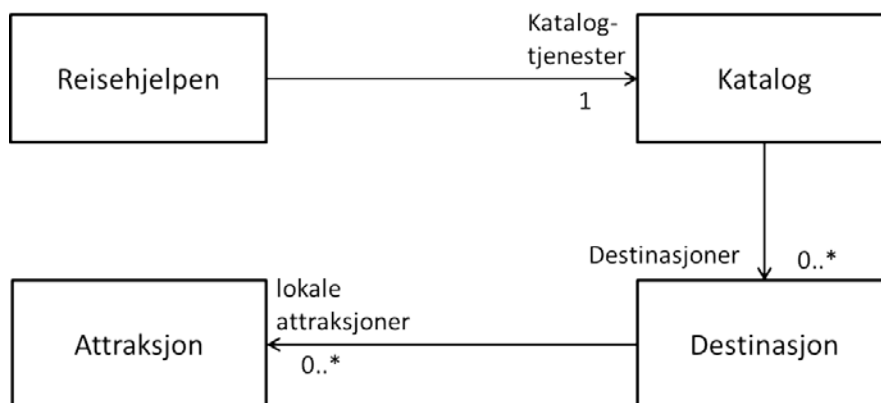 Reisehjelpen
Katalog-
tjenester
1
Katalog
Destinasjoner
0..*
Attraksjon
lokale
attraksjoner
0..*
Destinasjon